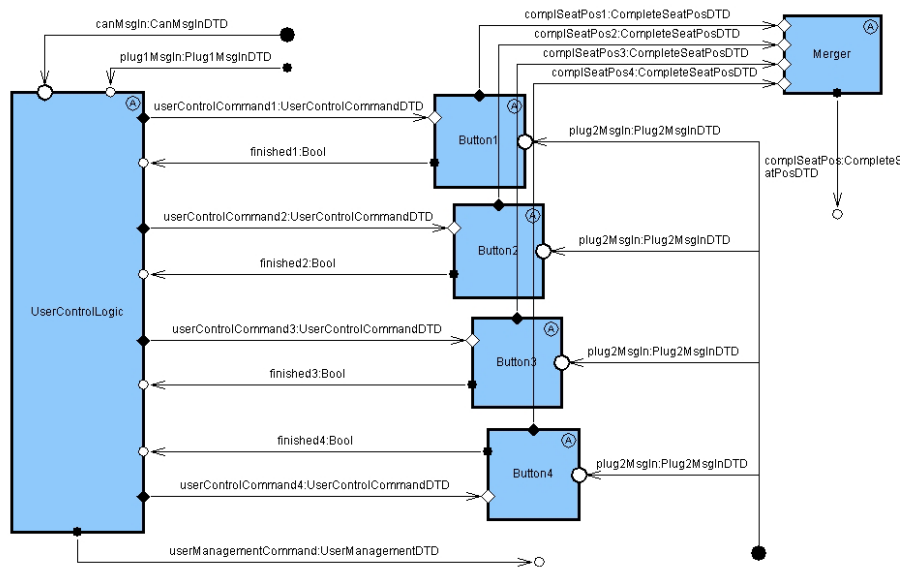 complSeatPos1:CompleteSeatPosDTD
canMsgIn:CanMsgInDTD
complSeatPos2:CompleteSeatPosDTD
A
complSeatPos3:CompleteSeatPosDTD
Merger
plug1MsgIn:Plug1MsgInDTD
complSeatPos4:CompleteSeatPosDTD
A
userControlCommand1:UserControlCommandDTD
A
plug2MsgIn:Plug2MsgInDTD
Button1
finished1:Bool
complSeatPos:CompleteS
eatPosDTD
userControlCommand2:UserControlCommandDTD
A
plug2MsgIn:Plug2MsgInDTD
Button2
finished2:Bool
UserControlLogic
userControlCommand3:UserControlCommandDTD
A
plug2MsgIn:Plug2MsgInDTD
Button3
finished3:Bool
finished4:Bool
A
plug2MsgIn:Plug2MsgInDTD
Button4
userControlCommand4:UserControlCommandDTD
userManagementCommand:UserManagementDTD